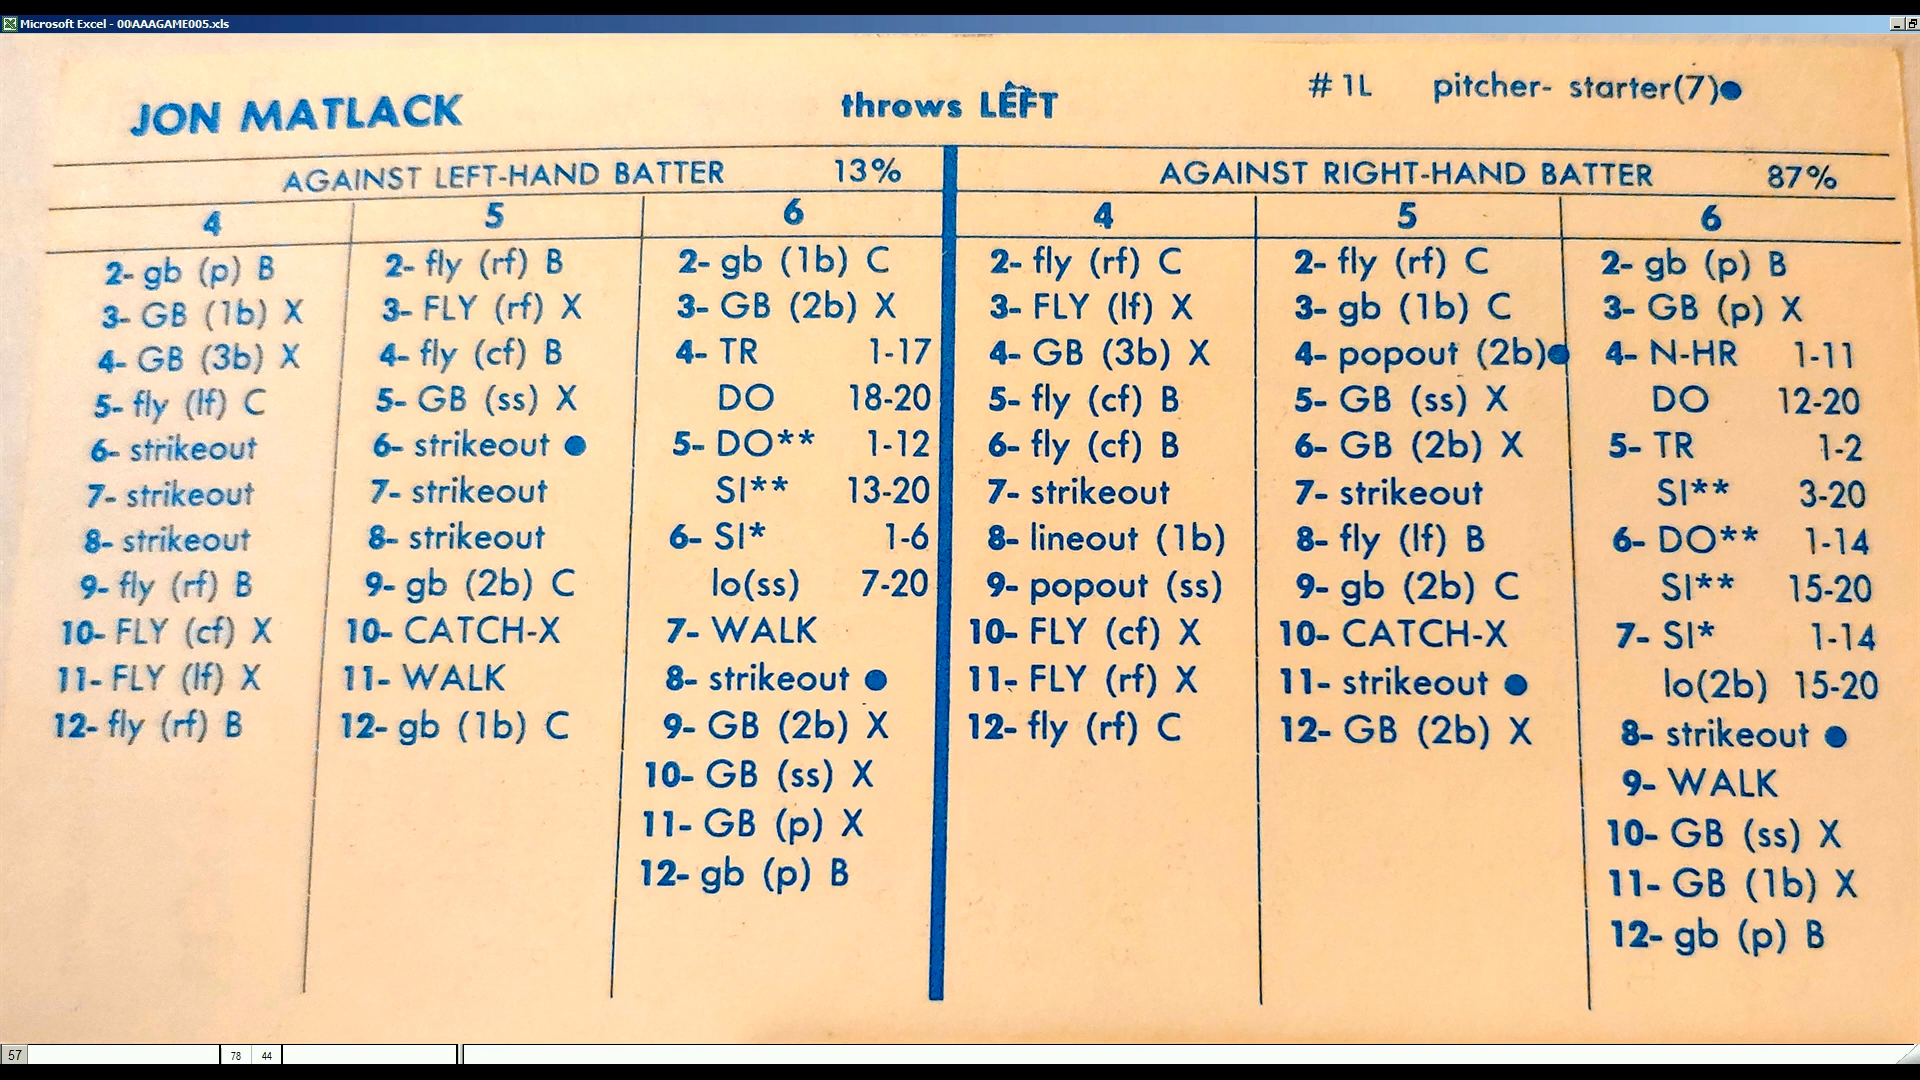 Microsoft Excel - 00AAAGAME005.xls
JON MATLACK throws LEFT #1L pitcher- starter(7)●
AGAINST LEFT-HAND BATTER 13%
4
2- gb (p) B
3- GB (1b) X
4- GB (3b) X
5- fly (lf) C
6- strikeout
7- strikeout
8- strikeout
9- fly (rf) B
10- FLY (cf) X
11- FLY (lf) X
12- fly (rf) B
5
2- fly (rf) B
3- FLY (rf) X
4- fly (cf) B
5- GB (ss) X
6- strikeout ●
7- strikeout
8- strikeout
9- gb (2b) C
10- CATCH-X
11- WALK
12- gb (1b) C
6
2- gb (1b) C
3- GB (2b) X
4- TR 1-17
DO 18-20
5- DO** 1-12
SI** 13-20
6- SI* 1-6
lo(ss) 7-20
7- WALK
8- strikeout ●
9- GB (2b) X
10- GB (ss) X
11- GB (p) X
12- gb (p) B
AGAINST RIGHT-HAND BATTER 87%
4
2- fly (rf) C
3- FLY (lf) X
4- GB (3b) X
5- fly (cf) B
6- fly (cf) B
7- strikeout
8- lineout (1b)
9- popout (ss)
10- FLY (cf) X
11- FLY (rf) X
12- fly (rf) C
5
2- fly (rf) C
3- gb (1b) C
4- popout (2b)●
5- GB (ss) X
6- GB (2b) X
7- strikeout
8- fly (lf) B
9- gb (2b) C
10- CATCH-X
11- strikeout ●
12- GB (2b) X
6
2- gb (p) B
3- GB (p) X
4- N-HR 1-11
DO 12-20
5- TR 1-2
SI** 3-20
6- DO** 1-14
SI** 15-20
7- SI* 1-14
lo(2b) 15-20
8- strikeout ●
9- WALK
10- GB (ss) X
11- GB (1b) X
12- gb (p) B
57 78 44